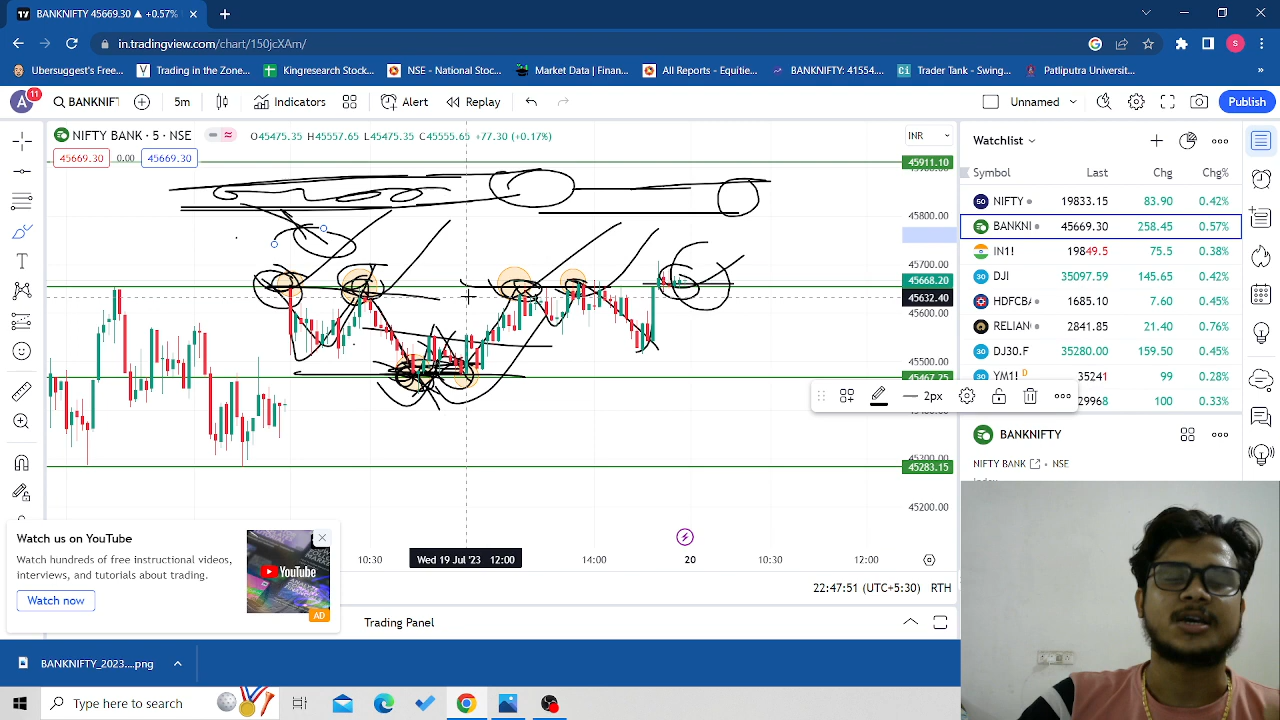 BANKNIFTY 45669.30 ▲ +0.57%
in.tradingview.com/chart/150jcXAm/
Ubersuggest's Free... Trading in the Zone... Kingresearch Stock... NSE - National Stoc... Market Data | Finan... All Reports - Equitie... BANKNIFTY: 41554... Trader Tank - Swing... Patliputra Universit... »
A 11 BANKNIFT 5m Indicators Alert Replay Unnamed Publish
NIFTY BANK · 5 · NSE O45475.35 H45557.65 L45475.35 C45555.65 +77.30 (+0.17%) INR
45669.30 0.00 45669.30
45911.10
45800.00
45700.00
45668.20
45632.40
45600.00
45500.00
45467.25
45300.00
45283.15
45200.00
2px
Watchlist
Symbol Last Chg Chg%
NIFTY 19833.15 83.90 0.42%
BANKNI 45669.30 258.45 0.57%
IN1! 19849.5 75.5 0.38%
DJI 35097.59 145.65 0.42%
HDFCBA 1685.10 7.60 0.45%
RELIAN 2841.85 21.40 0.76%
DJ30.F 35280.00 159.50 0.45%
YM1! D 35241 99 0.28%
29968 100 0.33%
BANKNIFTY
NIFTY BANK · NSE
Watch us on YouTube
Watch hundreds of free instructional videos, interviews, and tutorials about trading.
Watch now
YouTube
AD
10:30 Wed 19 Jul '23 12:00 14:00 20 10:30 12:00
22:47:51 (UTC+5:30) RTH
Trading Panel
BANKNIFTY_2023....png
Type here to search